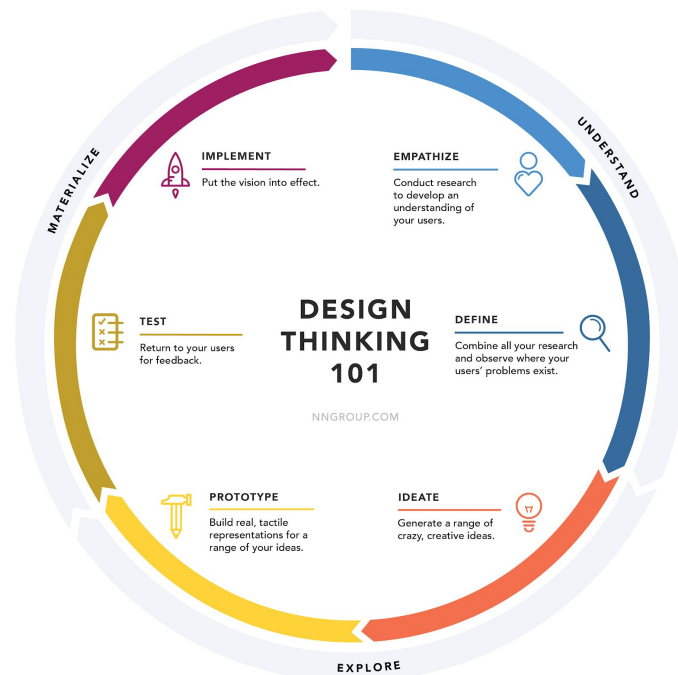 DESIGN
THINKING
101
NNGROUP.COM
UNDERSTAND
EMPATHIZE
Conduct research
to develop an
understanding of
your users.
DEFINE
Combine all your research
and observe where your
users’ problems exist.
EXPLORE
IDEATE
Generate a range of
crazy, creative ideas.
PROTOTYPE
Build real, tactile
representations for a
range of your ideas.
MATERIALIZE
TEST
Return to your users
for feedback.
IMPLEMENT
Put the vision into effect.